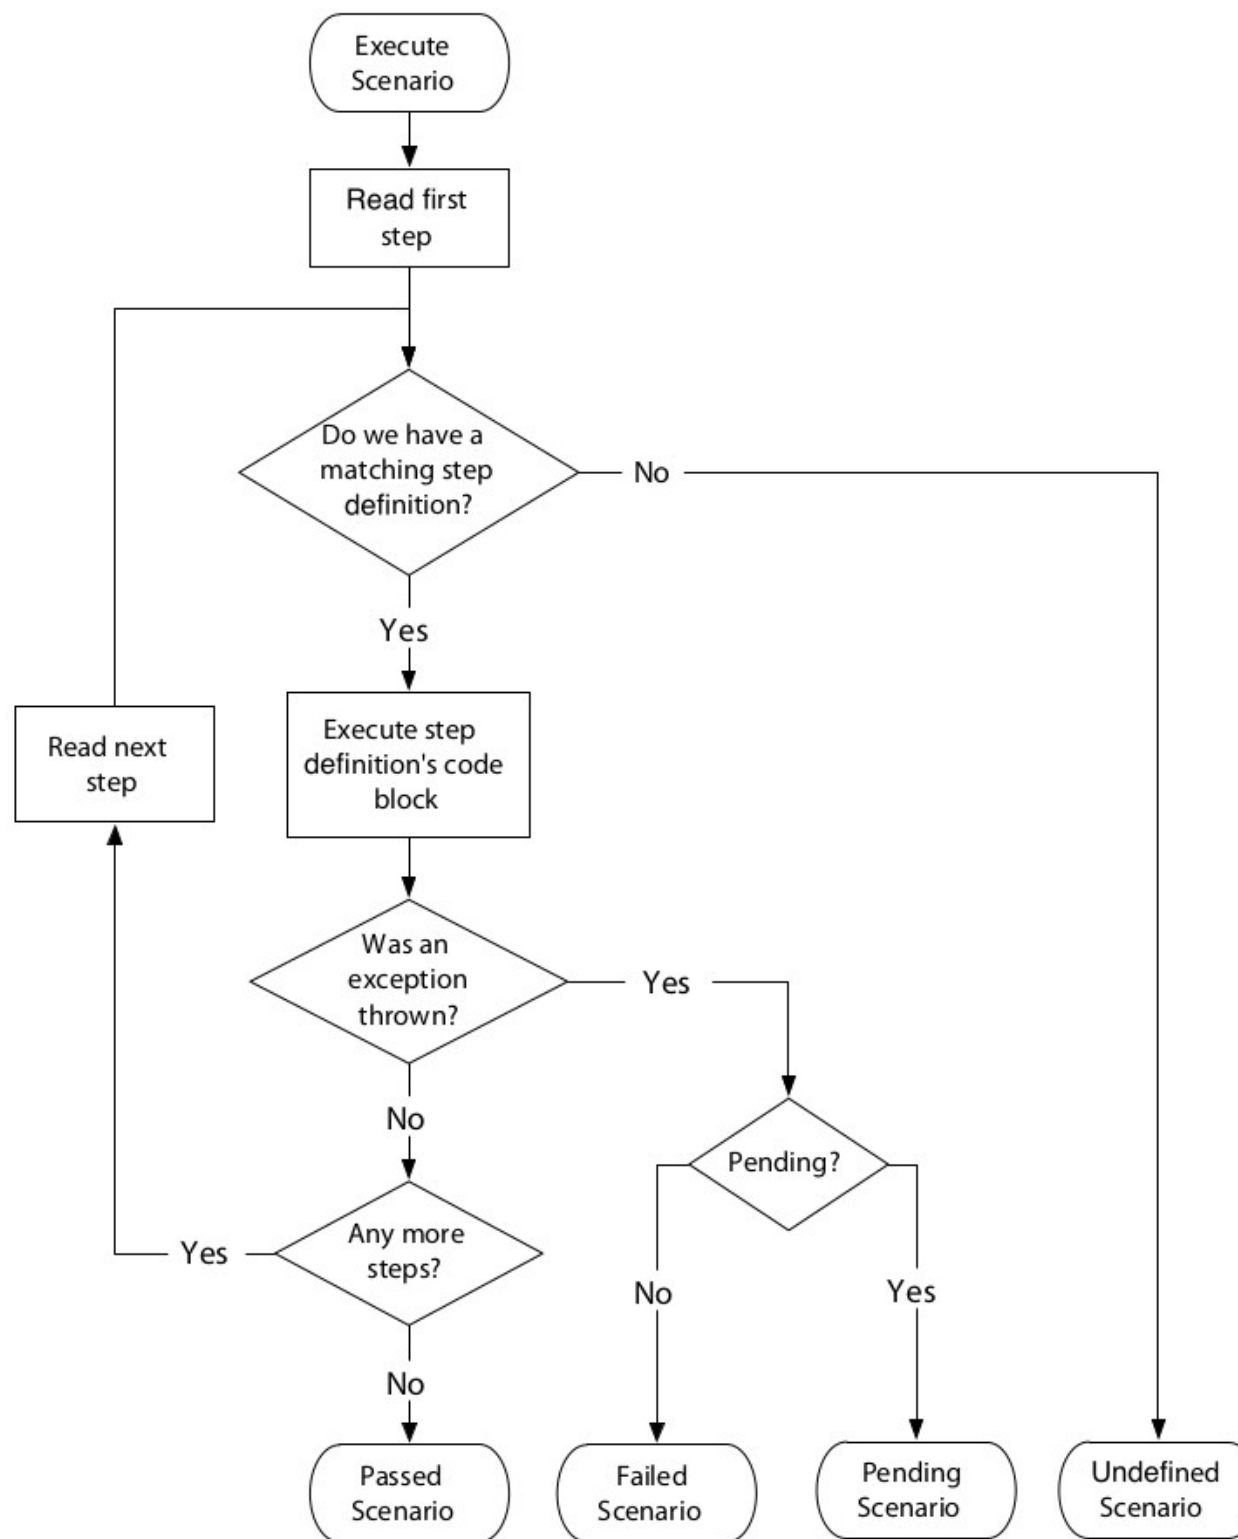 Execute
Scenario
Read first
step
Do we have a
matching step
definition?
No
Yes
Read next
step
Execute step
definition's code
block
Was an
exception
thrown?
Yes
No
Pending?
Any more
steps?
Yes
No
Yes
No
Passed
Scenario
Failed
Scenario
Pending
Scenario
Undefined
Scenario